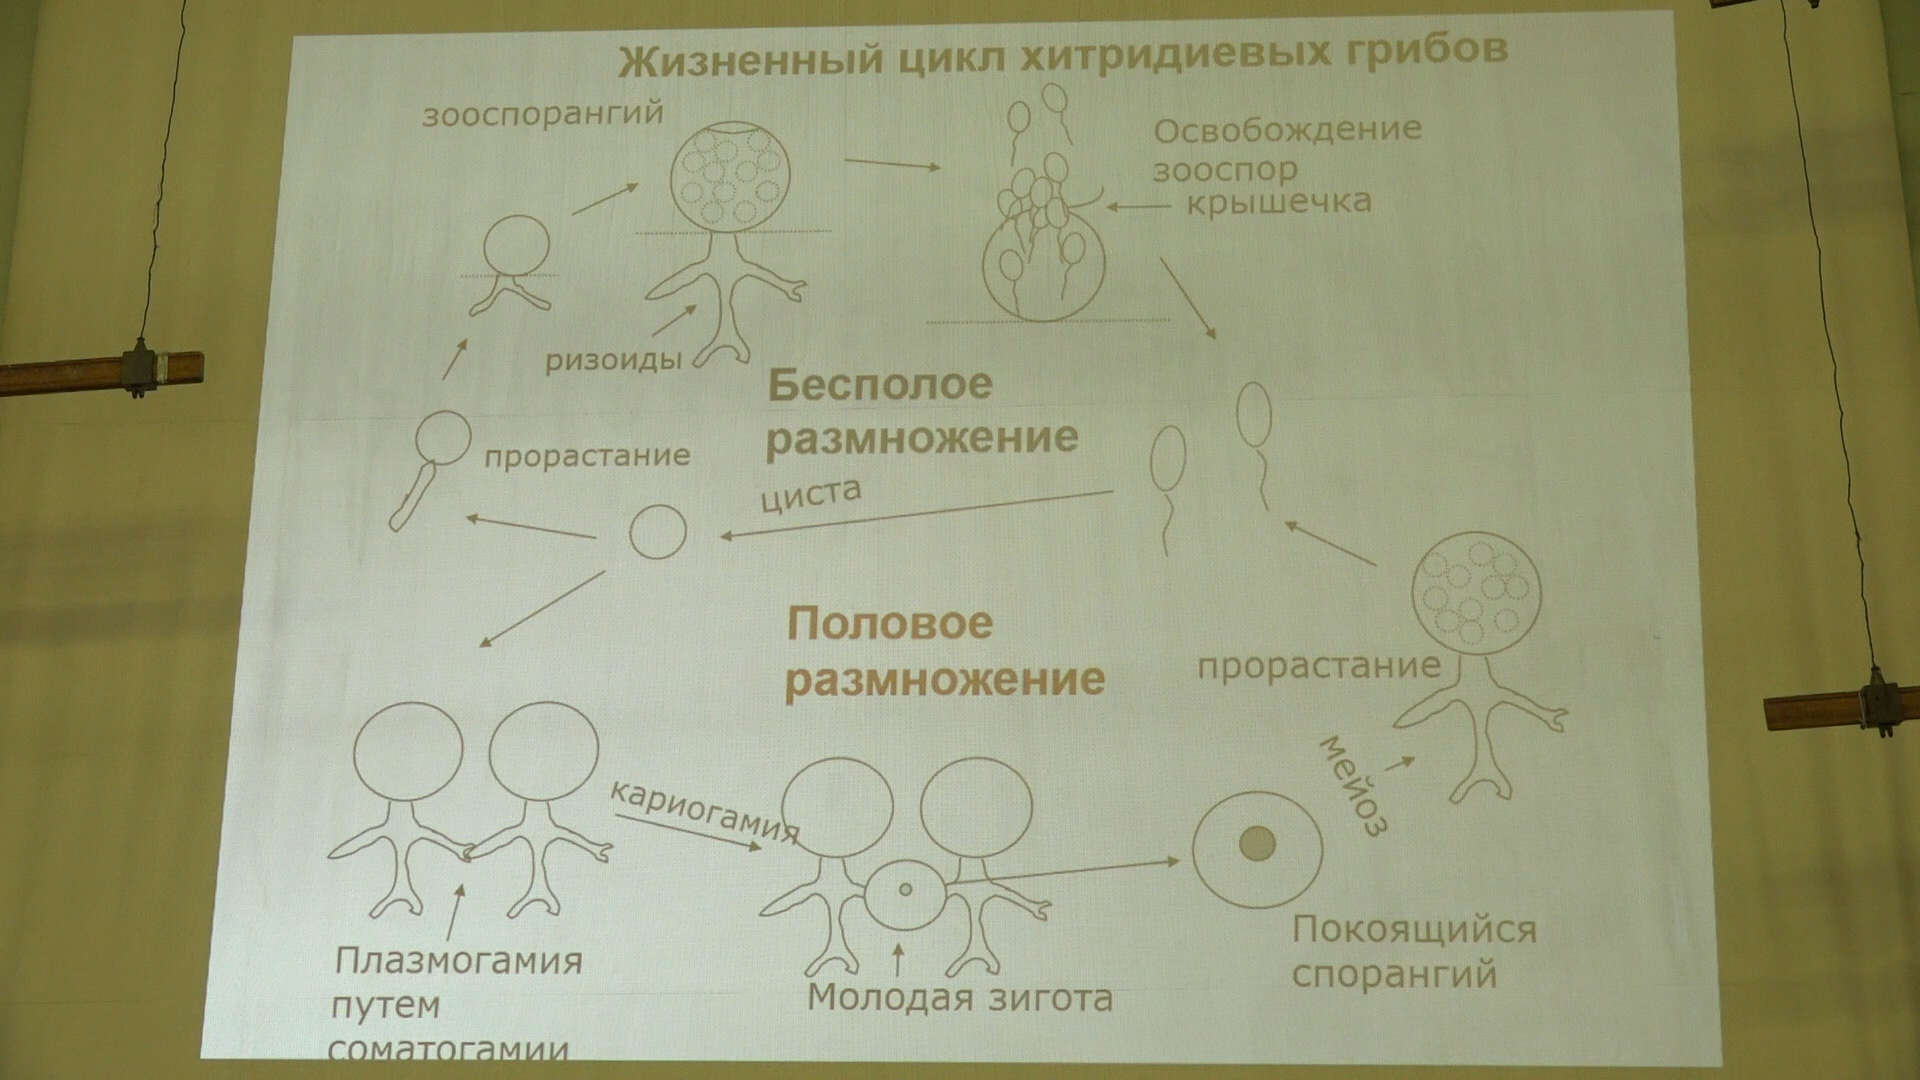 Жизненный цикл хитридиевых грибов
зооспорангий
Освобождение
зооспор
крышечка
ризоиды
Бесполое
размножение
прорастание
циста
Половое
размножение
прорастание
мейоз
кариогамия
Покоящийся
спорангий
Плазмогамия
путем
соматогамии
Молодая зигота